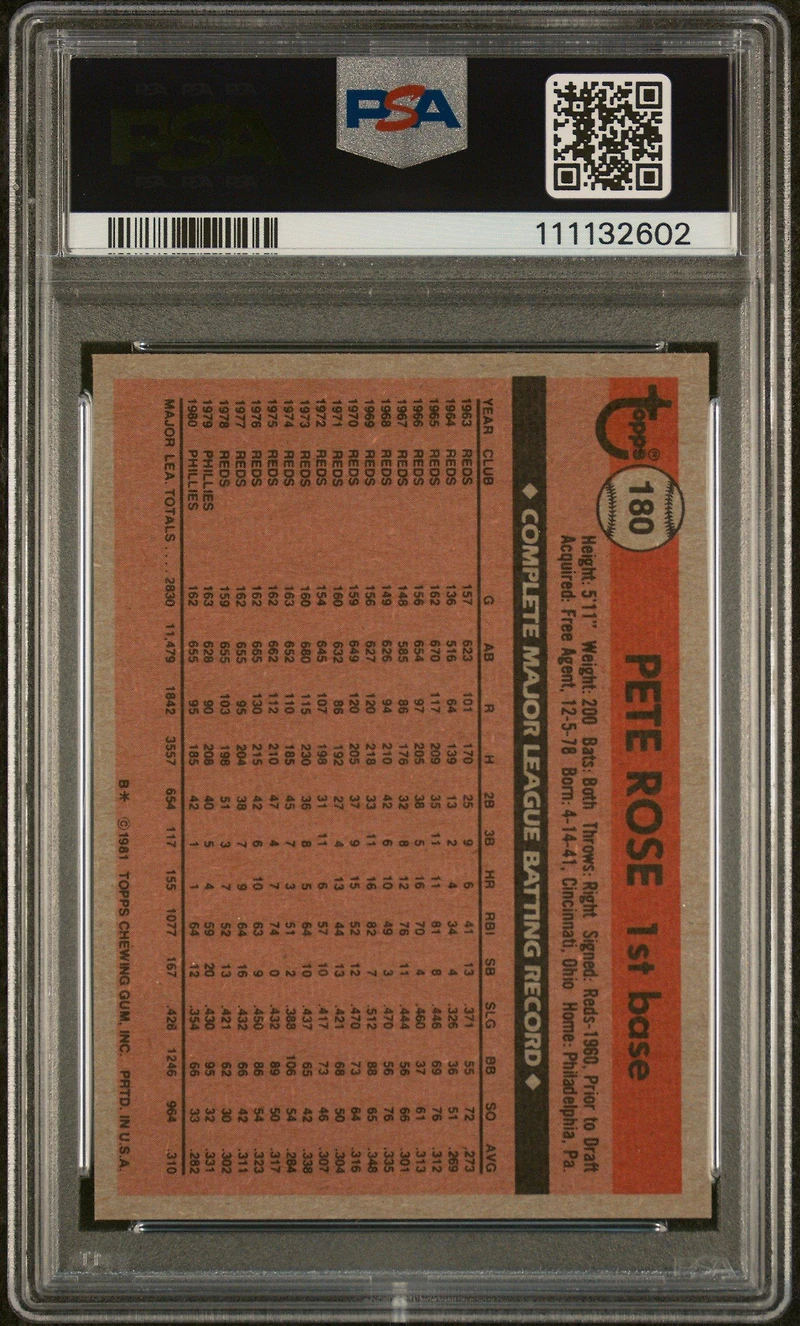 PSA
111132602
Topps®
180
PETE ROSE 1st base
Height: 5'11" Weight: 200 Bats: Both Throws: Right Signed: Reds-1960, Prior to Draft
Acquired: Free Agent, 12-5-78 Born: 4-14-41, Cincinnati, Ohio Home: Philadelphia, Pa.
◆ COMPLETE MAJOR LEAGUE BATTING RECORD ◆
YEAR CLUB G AB R H 2B 3B HR RBI SB SLG BB SO AVG
1963 REDS 157 623 101 170 25 9 6 41 13 .371 55 72 .273
1964 REDS 136 516 64 139 13 2 4 34 4 .326 36 51 .269
1965 REDS 162 670 117 209 35 11 11 81 8 .446 69 76 .312
1966 REDS 156 654 97 205 38 5 16 70 4 .460 37 61 .313
1967 REDS 148 585 86 176 32 8 12 76 11 .444 56 66 .301
1968 REDS 149 626 94 210 42 6 10 49 3 .470 56 76 .335
1969 REDS 156 627 120 218 33 11 16 82 7 .512 88 65 .348
1970 REDS 159 649 120 205 37 9 15 52 12 .470 73 64 .316
1971 REDS 160 632 86 192 27 4 13 44 13 .421 68 50 .304
1972 REDS 154 645 107 198 31 11 6 57 10 .417 73 46 .307
1973 REDS 160 680 115 230 36 8 5 64 10 .437 65 42 .338
1974 REDS 163 652 110 185 45 7 3 51 2 .388 106 54 .284
1975 REDS 162 662 112 210 47 4 7 74 0 .432 89 50 .317
1976 REDS 162 665 130 215 42 6 10 63 9 .450 86 54 .323
1977 REDS 162 655 95 204 38 7 9 64 16 .432 66 42 .311
1978 REDS 159 655 103 198 51 3 7 52 13 .421 62 30 .302
1979 PHILLIES 163 628 90 208 40 5 4 59 20 .430 95 32 .331
1980 PHILLIES 162 655 95 185 42 1 1 64 12 .354 66 33 .282
MAJOR LEA. TOTALS .... 2830 11,479 1842 3557 654 117 155 1077 167 .428 1246 964 .310
B* ©1981 TOPPS CHEWING GUM, INC. PRTD. IN U.S.A.
PSA